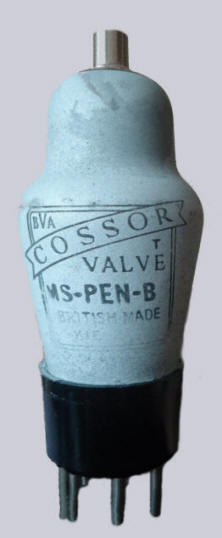 BVA
COSSOR
T
VALVE
MS-PEN-B
BRITISH MADE